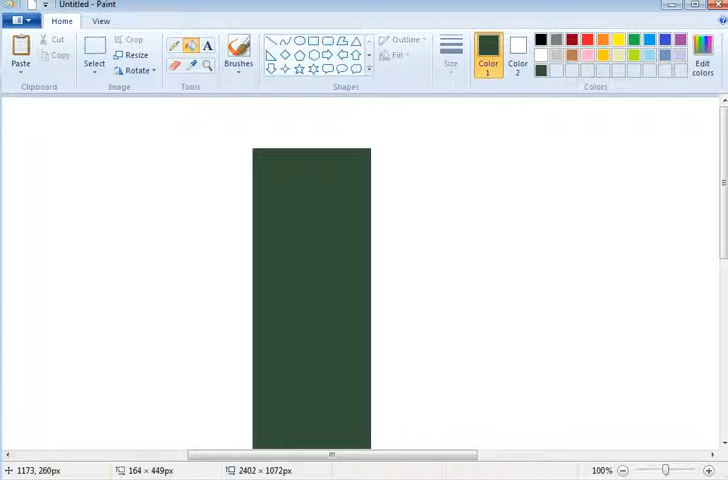 Untitled - Paint
Home View
Paste
Cut
Copy
Clipboard
Select
Crop
Resize
Rotate
Image
A
Tools
Brushes
Shapes
Outline
Fill
Size
Color 1
Color 2
Colors
Edit colors
1173, 260px
164 × 449px
2402 × 1072px
100%